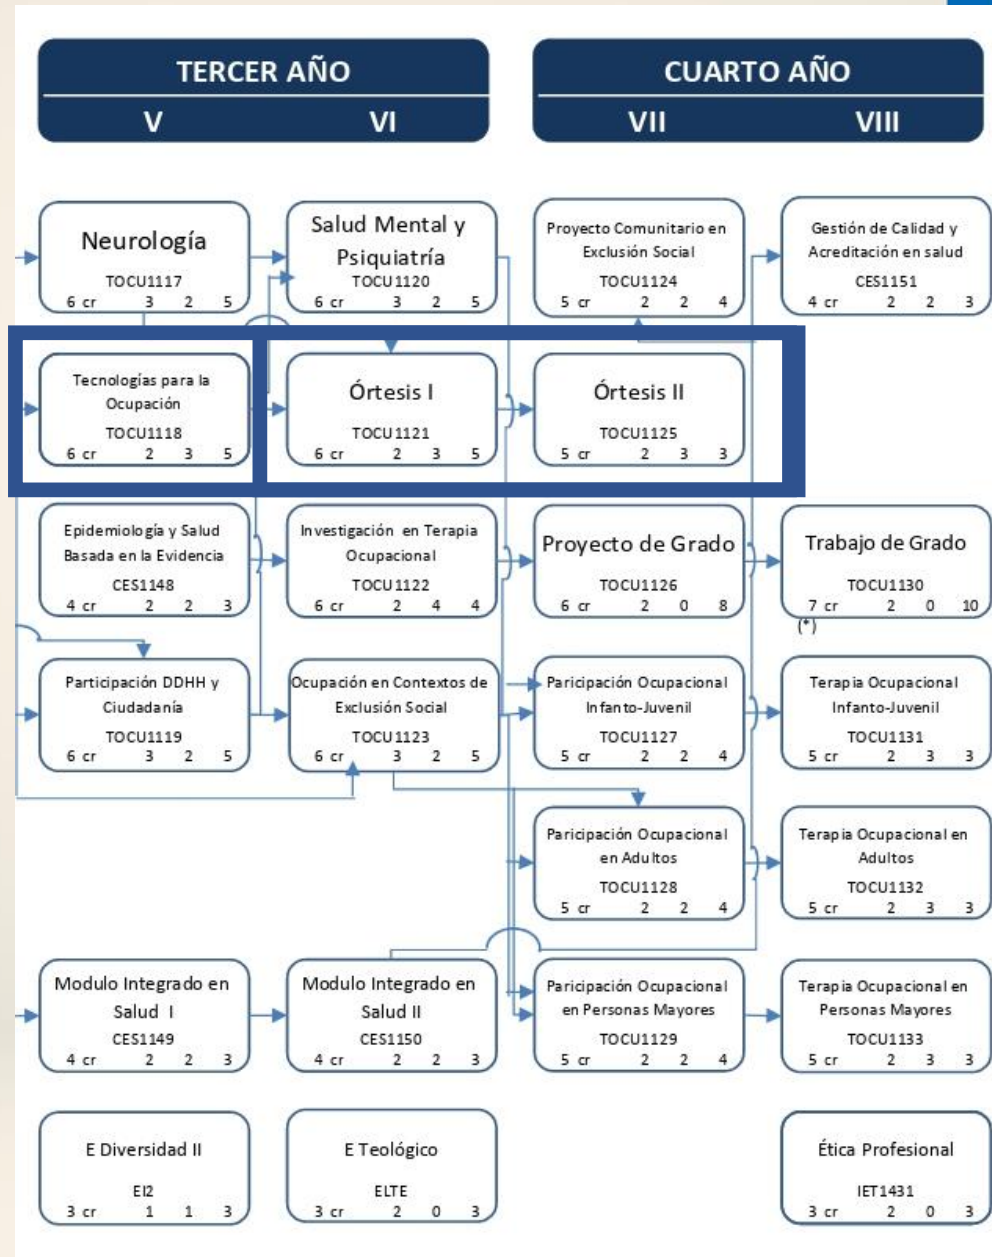 TERCER AÑO
V VI
CUARTO AÑO
VII VIII
Neurología
TOCU1117
6 cr 3 2 5
Salud Mental y
Psiquiatría
TOCU1120
6 cr 3 2 5
Proyecto Comunitario en
Exclusión Social
TOCU1124
5 cr 2 2 4
Gestión de Calidad y
Acreditación en salud
CES1151
4 cr 2 2 3
Tecnologías para la
Ocupación
TOCU1118
6 cr 2 3 5
Órtesis I
TOCU1121
6 cr 2 3 5
Órtesis II
TOCU1125
5 cr 2 3 3
Epidemiología y Salud
Basada en la Evidencia
CES1148
4 cr 2 2 3
Investigación en Terapia
Ocupacional
TOCU1122
6 cr 2 4 4
Proyecto de Grado
TOCU1126
6 cr 2 0 8
Trabajo de Grado
TOCU1130
7 cr 2 0 10
(*)
Participación DDHH y
Ciudadanía
TOCU1119
6 cr 3 2 5
Ocupación en Contextos de
Exclusión Social
TOCU1123
6 cr 3 2 5
Paricipación Ocupacional
Infanto-Juvenil
TOCU1127
5 cr 2 2 4
Terapia Ocupacional
Infanto-Juvenil
TOCU1131
5 cr 2 3 3
Paricipación Ocupacional
en Adultos
TOCU1128
5 cr 2 2 4
Terapia Ocupacional en
Adultos
TOCU1132
5 cr 2 3 3
Modulo Integrado en
Salud I
CES1149
4 cr 2 2 3
Modulo Integrado en
Salud II
CES1150
4 cr 2 2 3
Paricipación Ocupacional
en Personas Mayores
TOCU1129
5 cr 2 2 4
Terapia Ocupacional en
Personas Mayores
TOCU1133
5 cr 2 3 3
E Diversidad II
EI2
3 cr 1 1 3
E Teológico
ELTE
3 cr 2 0 3
Ética Profesional
IET1431
3 cr 2 0 3